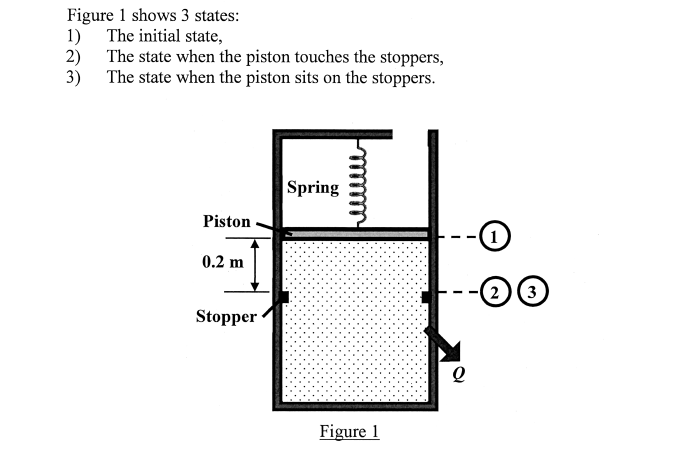 Figure 1 shows 3 states:
1) The initial state,
2) The state when the piston touches the stoppers,
3) The state when the piston sits on the stoppers.
Spring
Piston
1
0.2 m
2 3
Stopper
Q
Figure 1